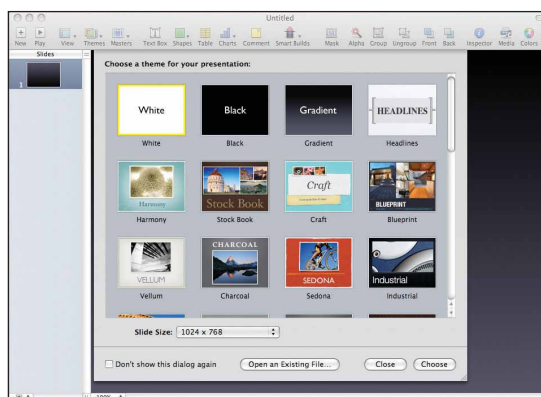 Untitled
New Play View Themes Masters Text Box Shapes Table Charts Comment Smart Builds Mask Alpha Group Ungroup Front Back Inspector Media Colors
Slides
1
Choose a theme for your presentation:
White Black Gradient HEADLINES
White Black Gradient Headlines
Harmony Stock Book Craft BLUEPRINT
Harmony Stock Book Craft Blueprint
VELLUM CHARCOAL SEDONA Industrial
Vellum Charcoal Sedona Industrial
Slide Size: 1024 x 768
Don't show this dialog again Open an Existing File... Close Choose
100%